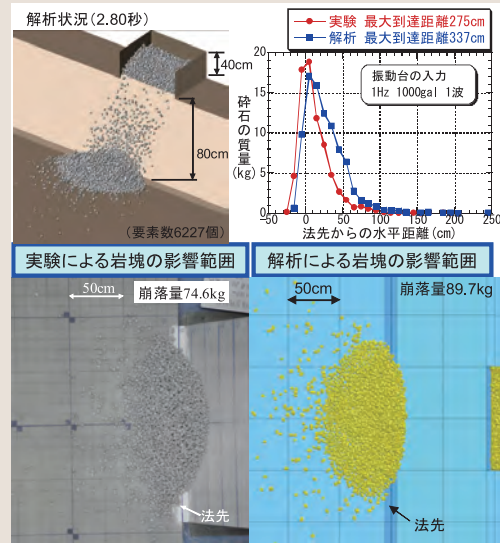 解析状況(2.80秒)
40cm
80cm
(要素数6227個)
実験 最大到達距離275cm
解析 最大到達距離337cm
振動台の入力
1Hz 1000gal 1波
砕石の質量
(kg)
20
15
10
5
0
-50 0 50 100 150 200 250
法先からの水平距離(cm)
実験による岩塊の影響範囲
50cm
崩落量74.6kg
法先
解析による岩塊の影響範囲
50cm
崩落量89.7kg
法先